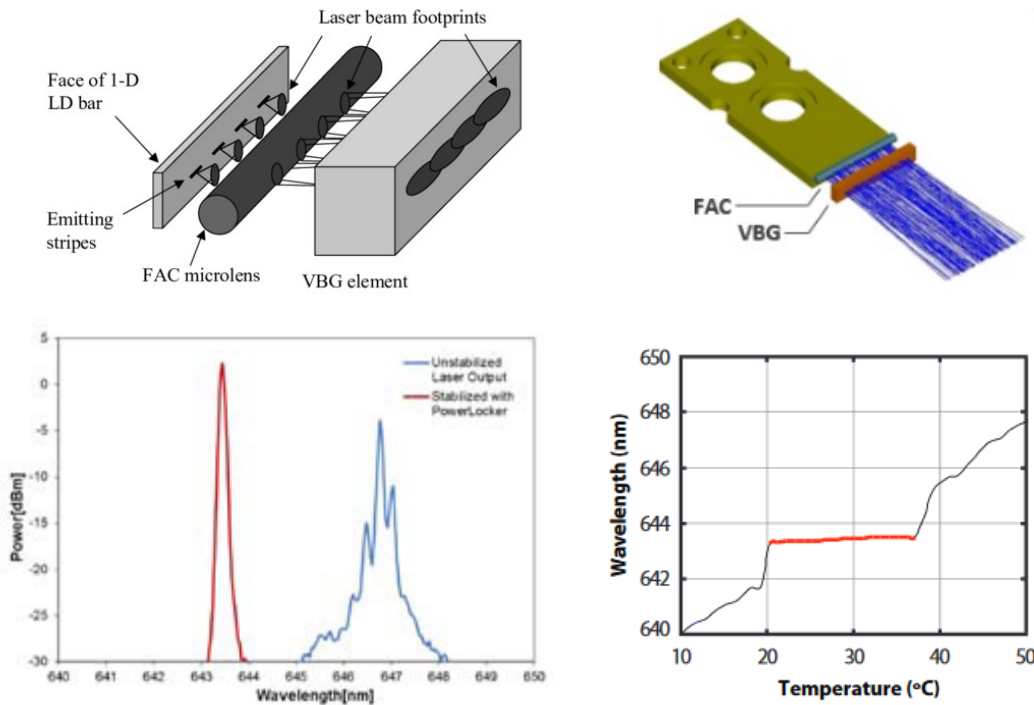 Laser beam footprints
Face of 1-D
LD bar
Emitting
stripes
FAC microlens
VBG element
FAC
VBG
5
0
-5
-10
-15
-20
-25
-30
Power[dBm]
Unstabilized
Laser Output
Stabilized with
PowerLocker
640 641 642 643 644 645 646 647 648 649 650
Wavelength[nm]
650
648
646
644
642
640
Wavelength (nm)
10 20 30 40 50
Temperature (ºC)